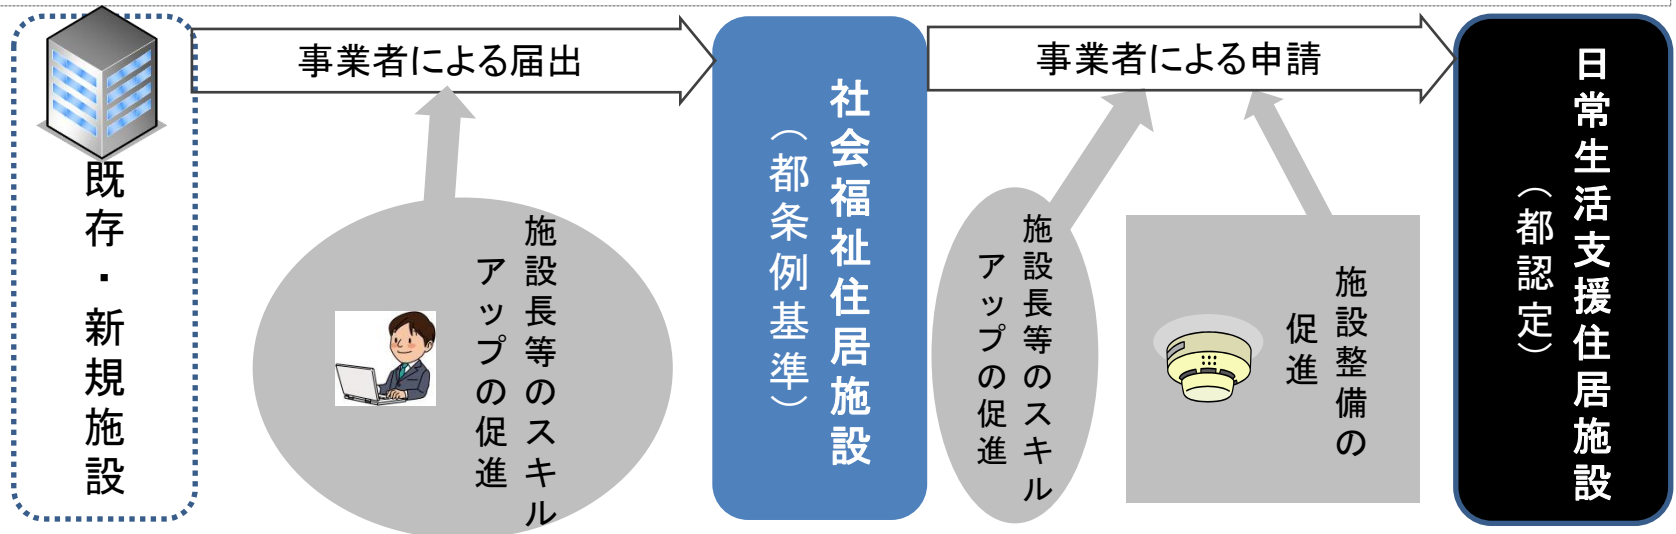 既存・新規施設
事業者による届出
施設長等のスキル
アップの促進
社会福祉住居施設
（都条例基準）
事業者による申請
施設長等のスキル
アップの促進
施設整備の
促進
日常生活支援住居施設
（都認定）